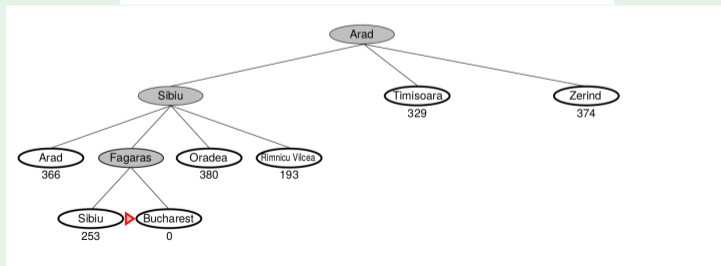 Arad
Sibiu Timisoara Zerind
329 374
Arad Fagaras Oradea Rimnicu Vilcea
366 380 193
Sibiu Bucharest
253 0